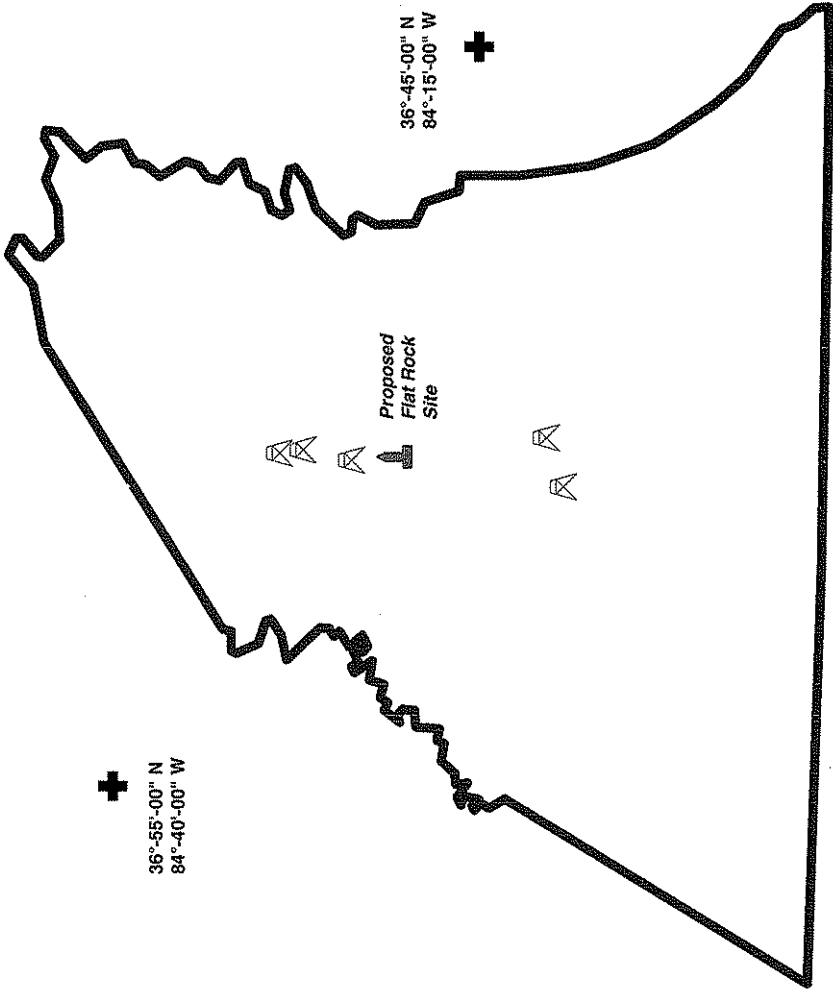 36°-55'-00" N
84°-40'-00" W
Proposed
Flat Rock
Site
36°-45'-00" N
84°-15'-00" W